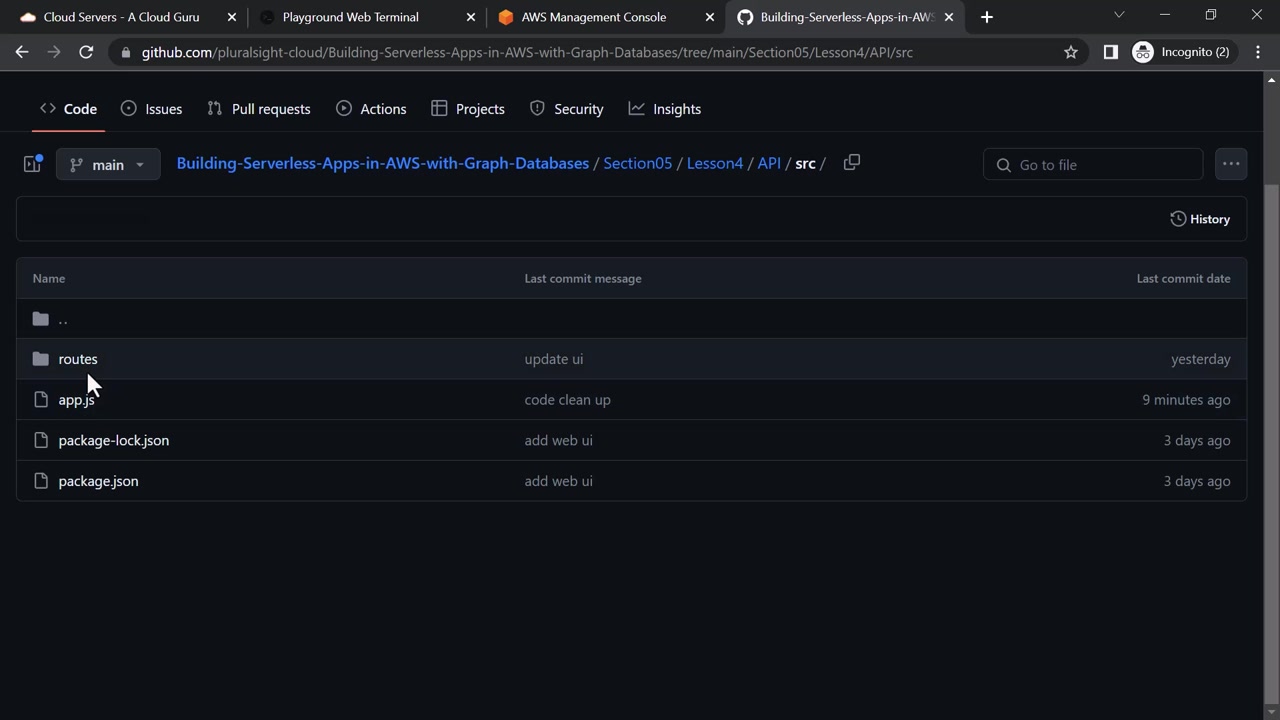 Cloud Servers - A Cloud Guru
Playground Web Terminal
AWS Management Console
Building-Serverless-Apps-in-AWS
github.com/pluralsight-cloud/Building-Serverless-Apps-in-AWS-with-Graph-Databases/tree/main/Section05/Lesson4/API/src
Incognito (2)
Code
Issues
Pull requests
Actions
Projects
Security
Insights
main
Building-Serverless-Apps-in-AWS-with-Graph-Databases / Section05 / Lesson4 / API / src /
Go to file
History
Name
Last commit message
Last commit date
..
routes
update ui
yesterday
app.js
code clean up
9 minutes ago
package-lock.json
add web ui
3 days ago
package.json
add web ui
3 days ago